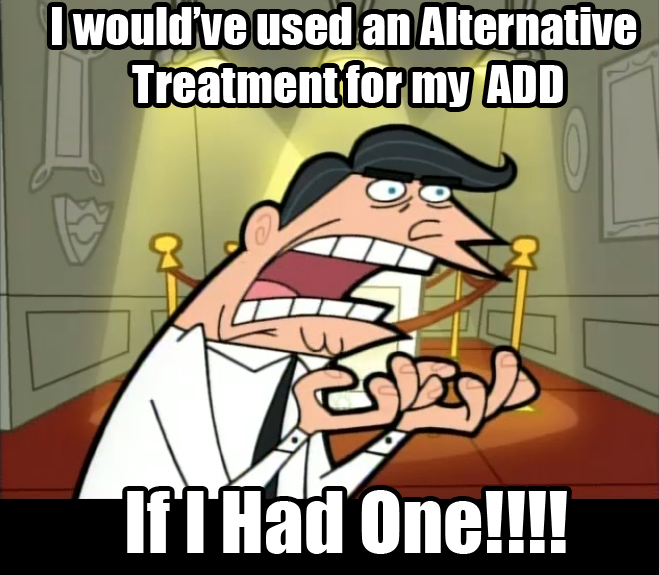 I would’ve used an Alternative
Treatment for my ADD
If I Had One!!!!